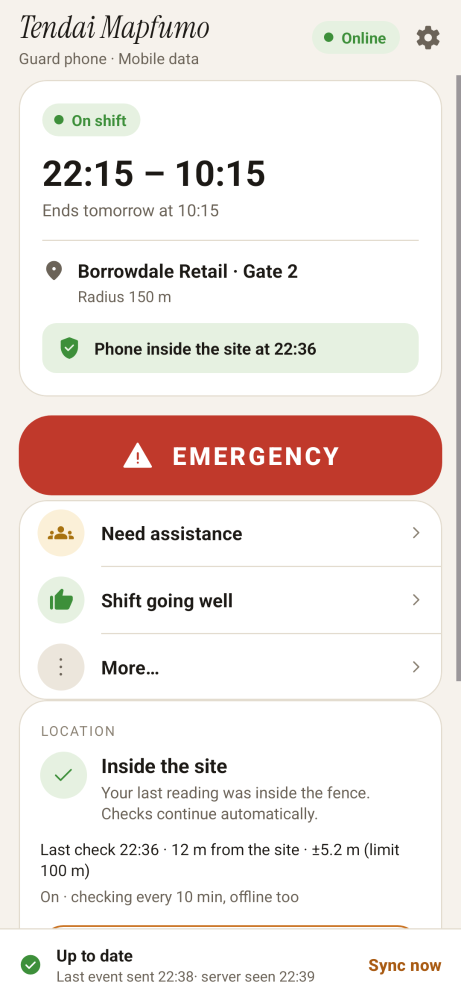 Tendai Mapfumo
Online
Guard phone · Mobile data
On shift
22:15 – 10:15
Ends tomorrow at 10:15
Borrowdale Retail · Gate 2
Radius 150 m
Phone inside the site at 22:36
EMERGENCY
Need assistance
Shift going well
More...
LOCATION
Inside the site
Your last reading was inside the fence.
Checks continue automatically.
Last check 22:36 · 12 m from the site · ±5.2 m (limit
100 m)
On · checking every 10 min, offline too
Up to date
Last event sent 22:38· server seen 22:39
Sync now